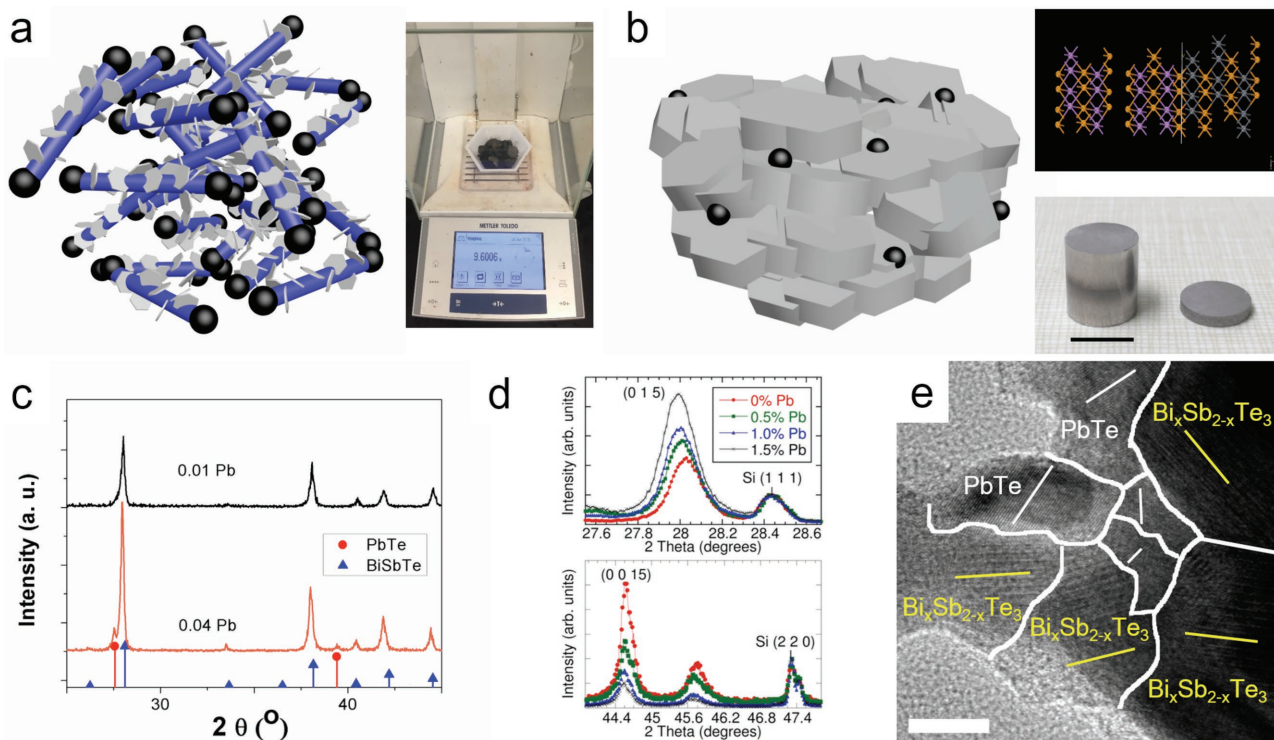 a
METTLER TOLEDO
9.6006 g
b
c
Intensity (a. u.)
0.01 Pb
PbTe
BiSbTe
0.04 Pb
30
40
2 θ (°)
d
Intensity (arb. units)
(0 1 5)
0% Pb
0.5% Pb
1.0% Pb
1.5% Pb
Si (1 1 1)
27.6
27.8
28
28.2
28.4
28.6
2 Theta (degrees)
Intensity (arb. units)
(0 0 15)
Si (2 2 0)
44.4
45
45.6
46.2
46.8
47.4
2 Theta (degrees)
e
PbTe
BiₓSb₂₋ₓTe₃
PbTe
BiₓSb₂₋ₓTe₃
BiₓSb₂₋ₓTe₃
BiₓSb₂₋ₓTe₃